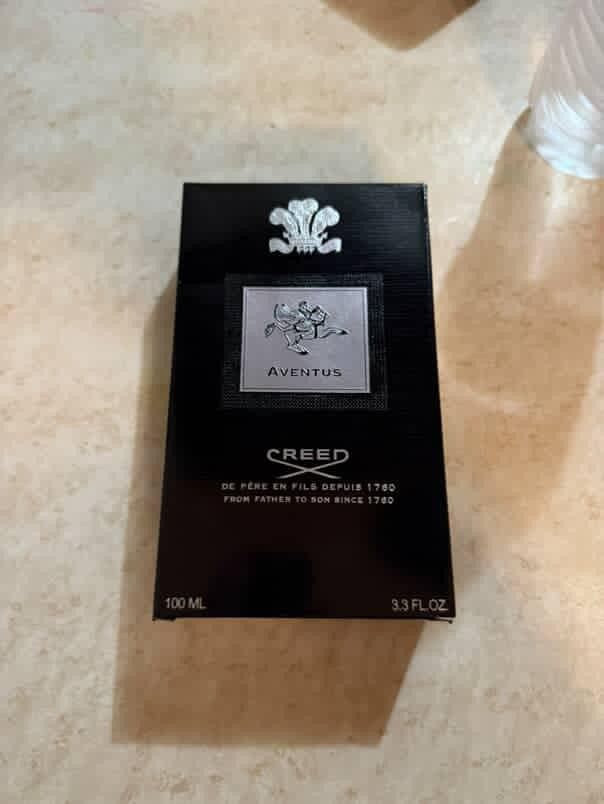 AVENTUS
CREED
DE PÈRE EN FILS DEPUIS 1760
FROM FATHER TO SON SINCE 1760
100 ML
3.3 FL.OZ.